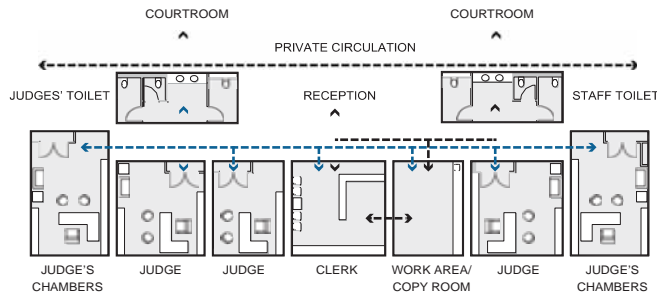 COURTROOM COURTROOM
PRIVATE CIRCULATION
JUDGES' TOILET RECEPTION STAFF TOILET
JUDGE'S JUDGE JUDGE CLERK WORK AREA/ JUDGE JUDGE'S
CHAMBERS COPY ROOM CHAMBERS